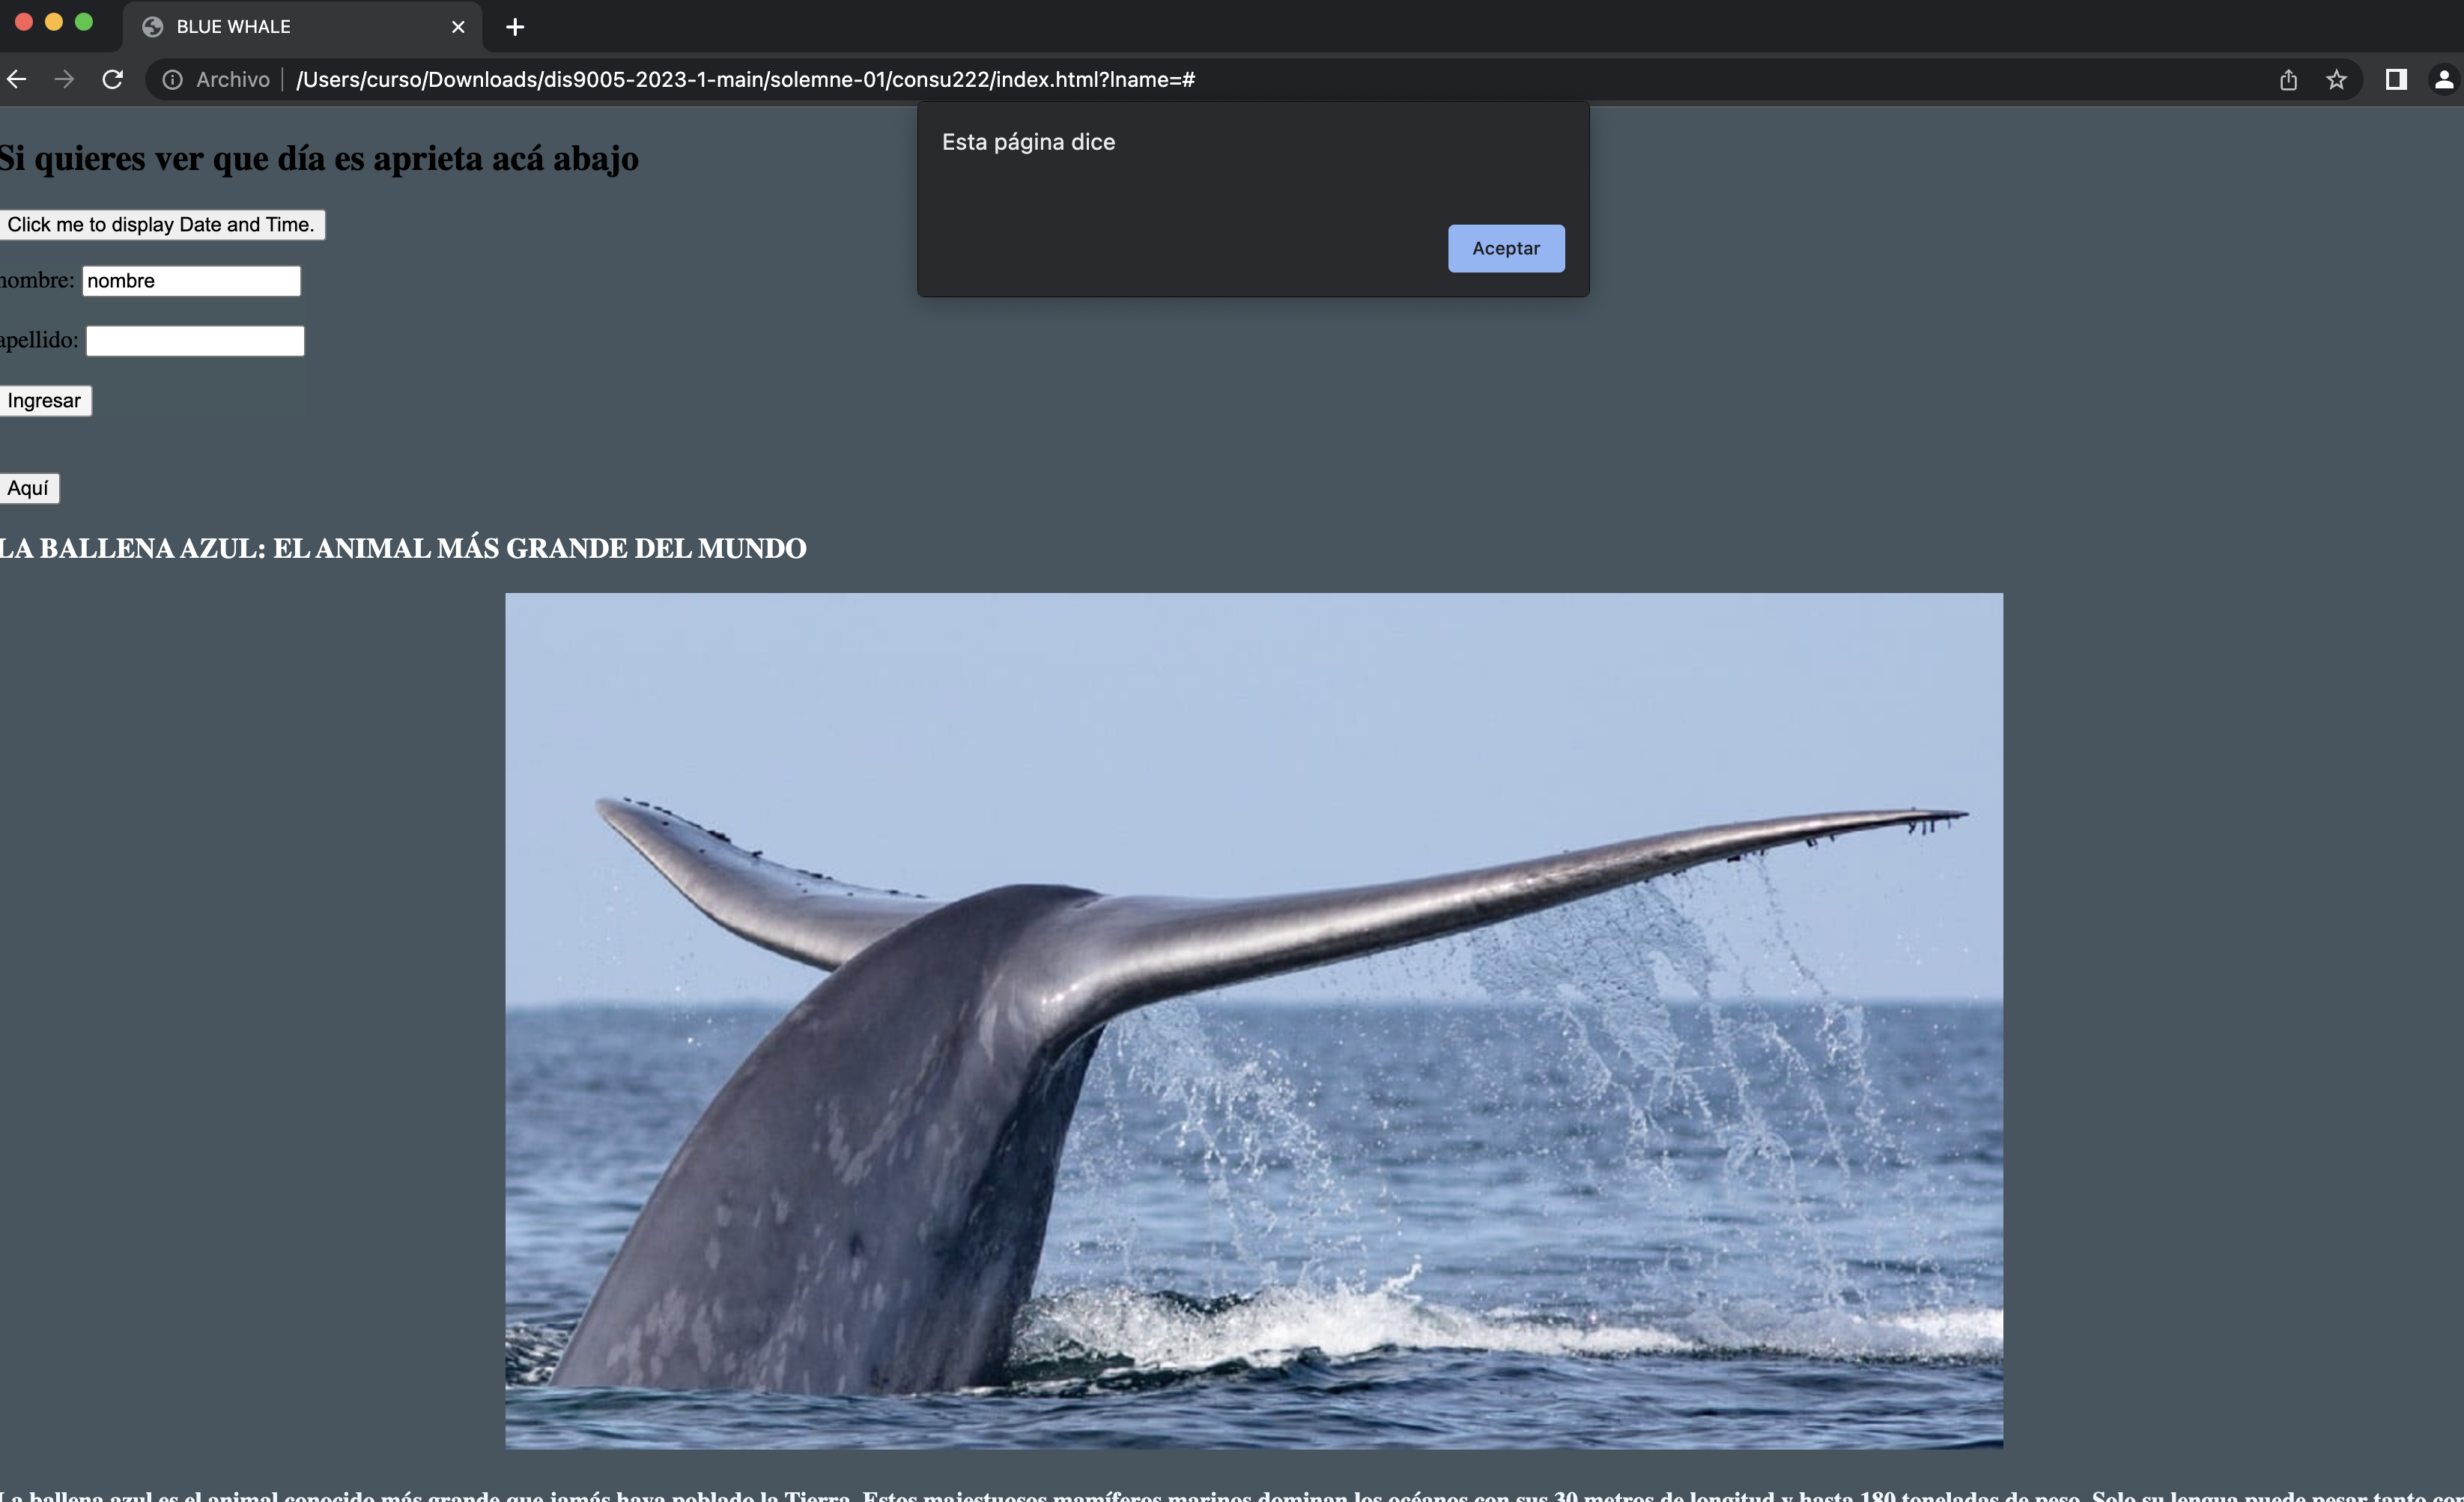 BLUE WHALE
Archivo /Users/curso/Downloads/dis9005-2023-1-main/solemne-01/consu222/index.html?lname=#
Esta página dice
Aceptar
Si quieres ver que día es aprieta acá abajo
Click me to display Date and Time.
nombre: nombre
apellido:
Ingresar
Aquí
LA BALLENA AZUL: EL ANIMAL MÁS GRANDE DEL MUNDO
La ballena azul es el animal conocido más grande que jamás haya poblado la Tierra. Estos majestuosos mamíferos marinos dominan los océanos con sus 30 metros de longitud y hasta 180 toneladas de peso. Solo su lengua puede pesar tanto co